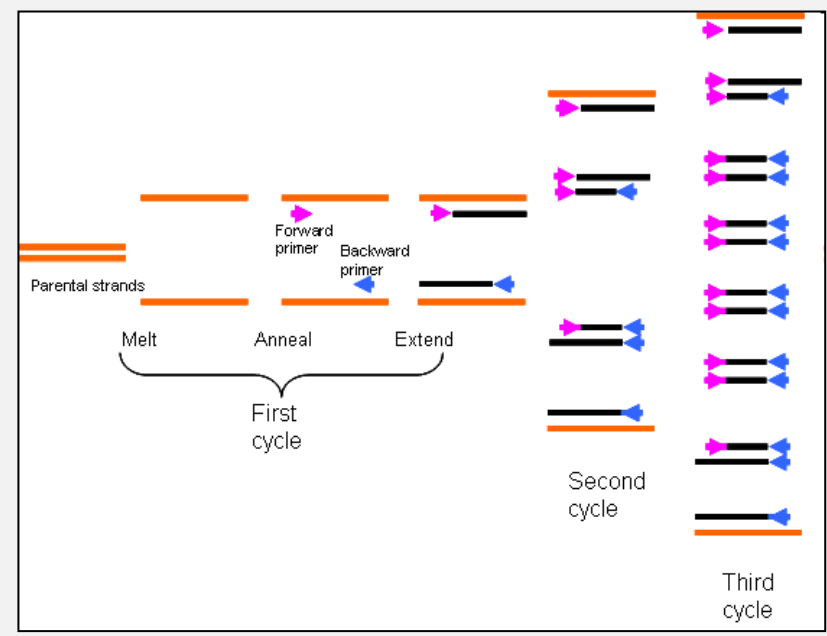 Forward
primer
Backward
primer
Parental strands
Melt
Anneal
Extend
First
cycle
Second
cycle
Third
cycle